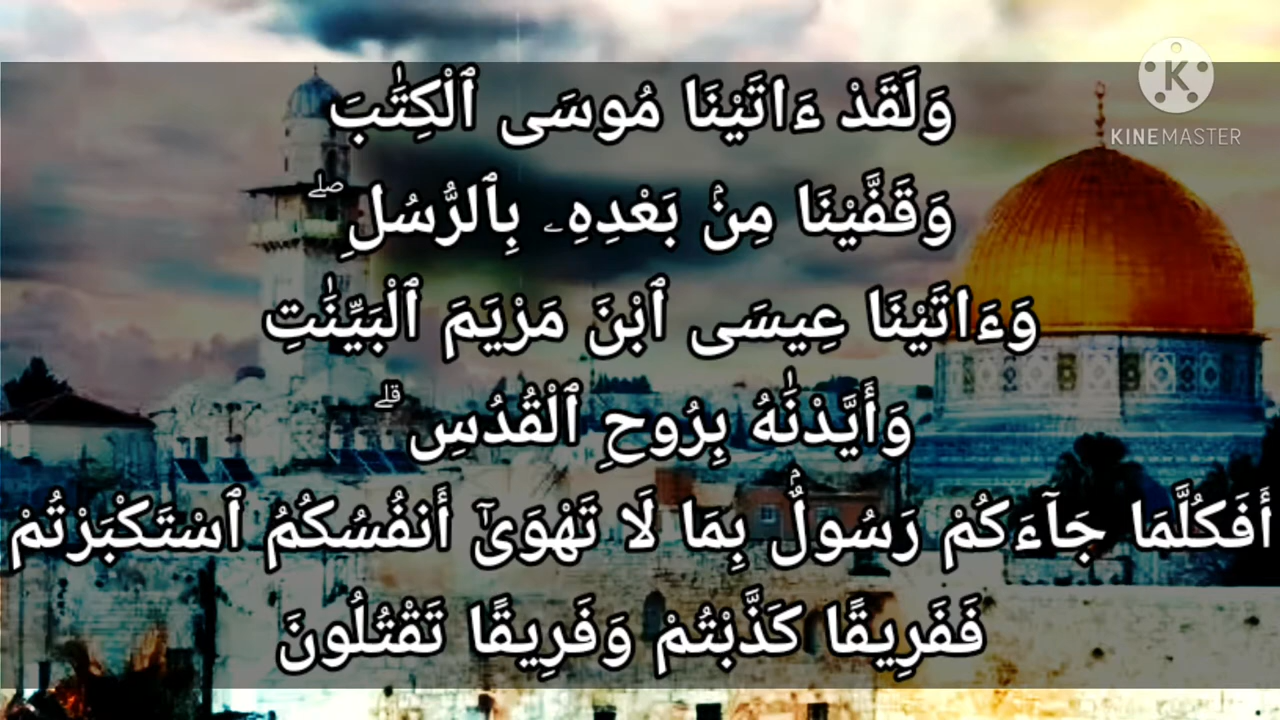 وَلَقَدْ ءَاتَيْنَا مُوسَى ٱلْكِتَٰبَ
وَقَفَّيْنَا مِنۢ بَعْدِهِۦ بِٱلرُّسُلِ ۖ
وَءَاتَيْنَا عِيسَى ٱبْنَ مَرْيَمَ ٱلْبَيِّنَٰتِ
وَأَيَّدْنَٰهُ بِرُوحِ ٱلْقُدُسِ ۗ
أَفَكُلَّمَا جَآءَكُمْ رَسُولٌۢ بِمَا لَا تَهْوَىٰٓ أَنفُسُكُمُ ٱسْتَكْبَرْتُمْ
فَفَرِيقًا كَذَّبْتُمْ وَفَرِيقًا تَقْتُلُونَ
K
KINEMASTER